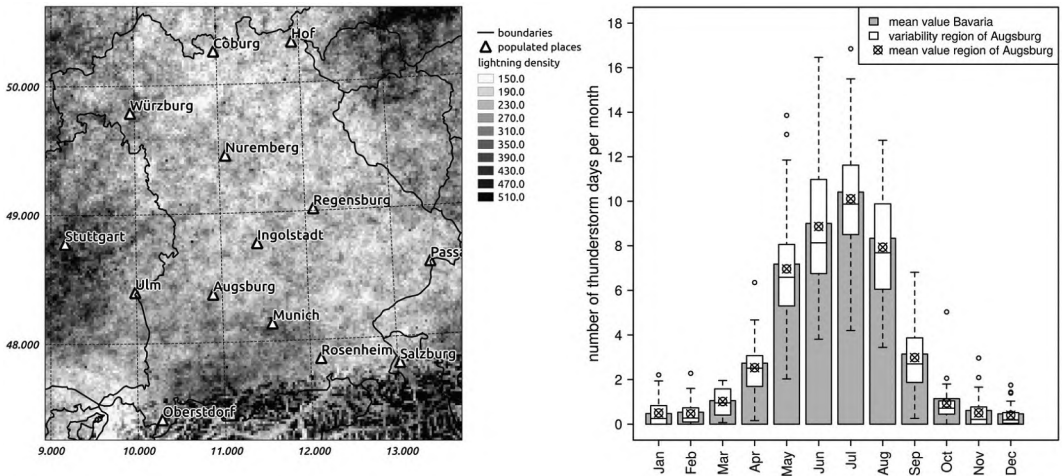 Hof
Coburg
50.000
Würzburg
Nuremberg
Regensburg
49.000
Stuttgart
Ingolstadt
Passa
Ulm
Augsburg
Munich
48.000
Rosenheim
Salzburg
Oberstdorf
9.000 10.000 11.000 12.000 13.000
boundaries
populated places
lightning density
150.0
190.0
230.0
270.0
310.0
350.0
390.0
430.0
470.0
510.0
mean value Bavaria
variability region of Augsburg
mean value region of Augsburg
number of thunderstorm days per month
18
16
14
12
10
8
6
4
2
0
Jan Feb Mar Apr May Jun Jul Aug Sep Oct Nov Dec